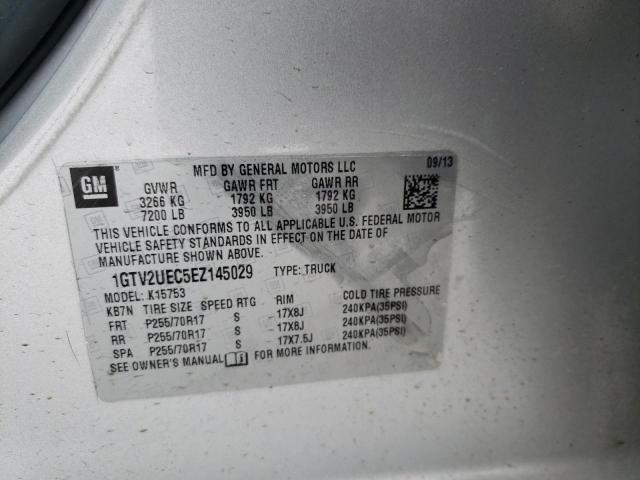 GM
MFD BY GENERAL MOTORS LLC 09/13
GVWR GAWR FRT GAWR RR
3266 KG 1792 KG 1792 KG
7200 LB 3950 LB 3950 LB
THIS VEHICLE CONFORMS TO ALL APPLICABLE U.S. FEDERAL MOTOR
VEHICLE SAFETY STANDARDS IN EFFECT ON THE DATE OF
MANUFACTURE SHOWN ABOVE.
1GTV2UEC5EZ145029 TYPE: TRUCK
MODEL: K15753
KB7N TIRE SIZE SPEED RTG RIM COLD TIRE PRESSURE
FRT P255/70R17 S 17X8J 240KPA(35PSI)
RR P255/70R17 S 17X8J 240KPA(35PSI)
SPA P255/70R17 S 17X7.5J 240KPA(35PSI)
SEE OWNER'S MANUAL FOR MORE INFORMATION.